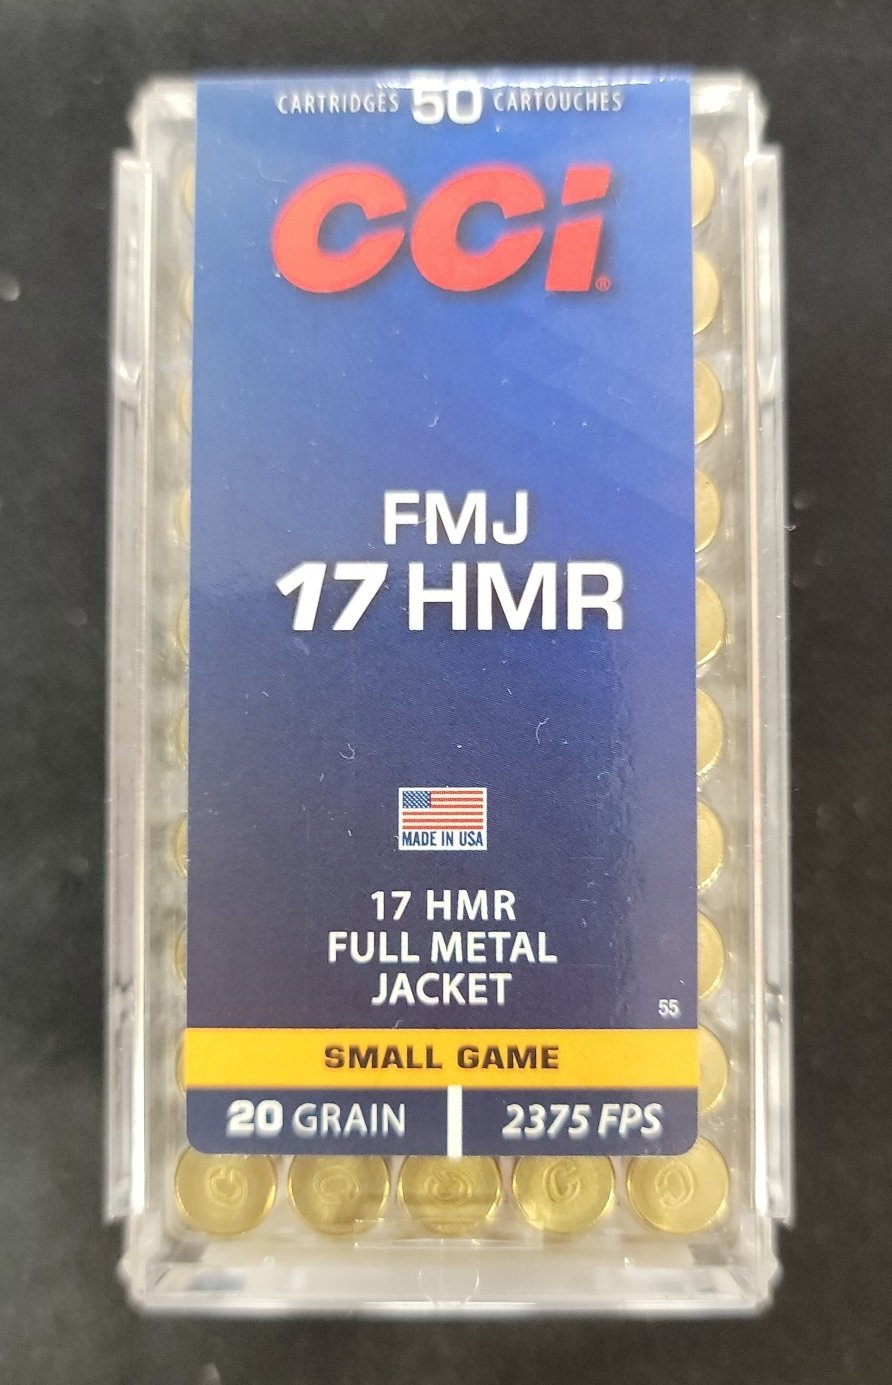 CARTRIDGES 50 CARTOUCHES
CCI®
FMJ
17 HMR
MADE IN USA
17 HMR
FULL METAL
JACKET
55
SMALL GAME
20 GRAIN 2375 FPS
C C C C C